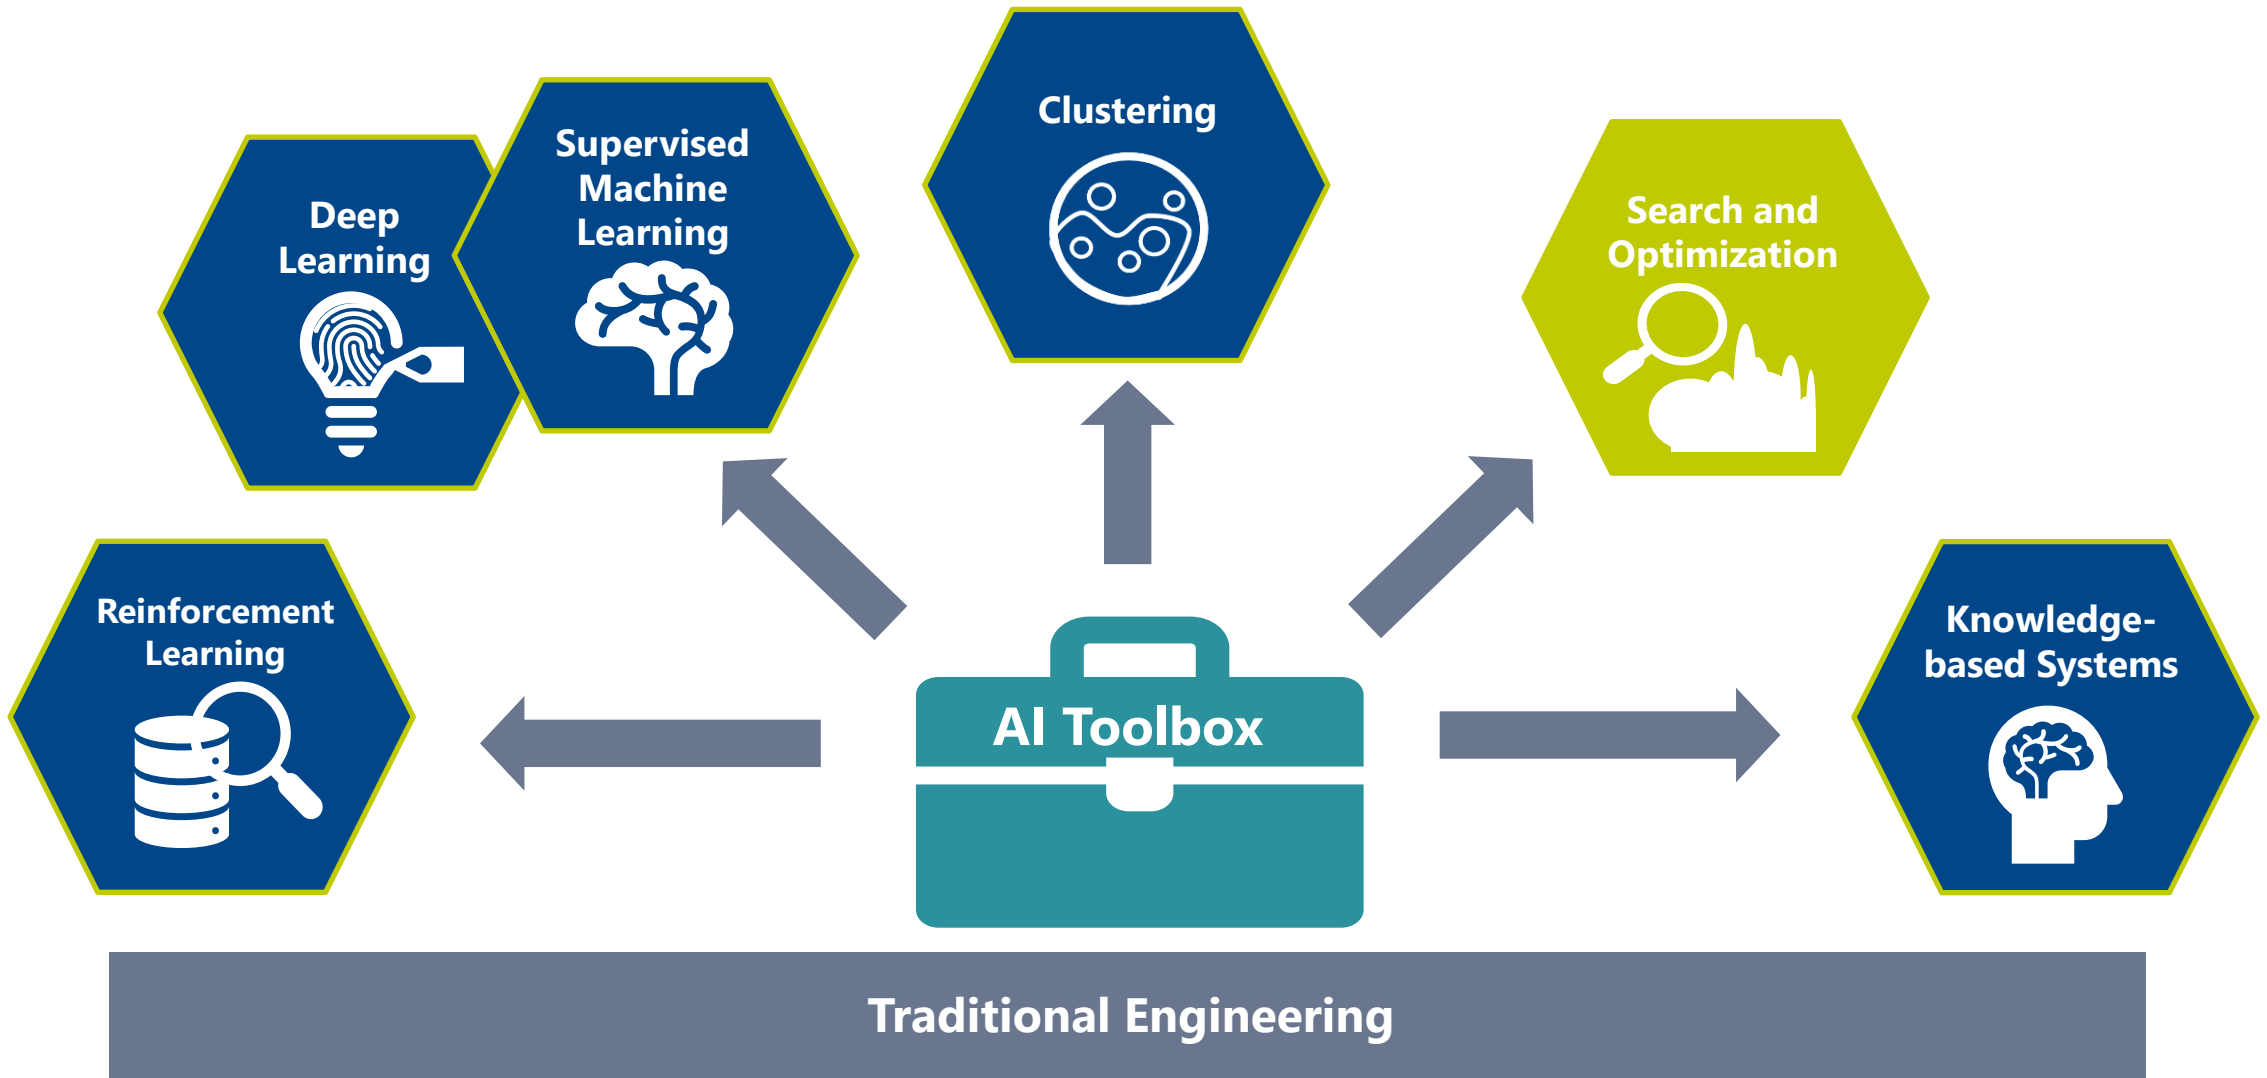 Clustering
Supervised
Machine
Learning
Deep
Learning
Search and
Optimization
Reinforcement
Learning
Knowledge-
based Systems
AI Toolbox
Traditional Engineering